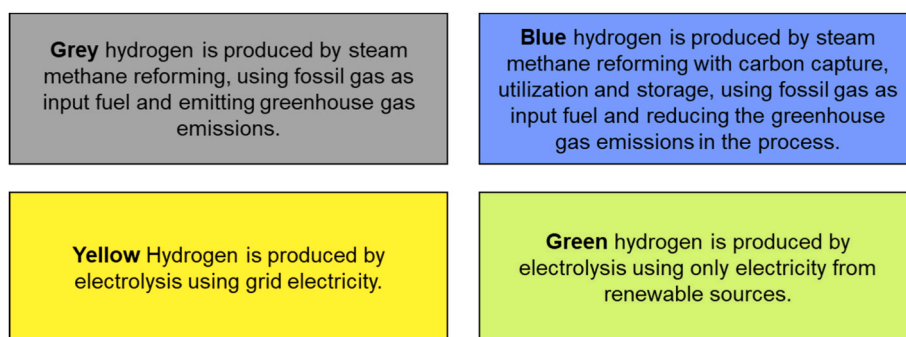 Grey hydrogen is produced by steam
methane reforming, using fossil gas as
input fuel and emitting greenhouse gas
emissions.
Blue hydrogen is produced by steam
methane reforming with carbon capture,
utilization and storage, using fossil gas as
input fuel and reducing the greenhouse
gas emissions in the process.
Yellow Hydrogen is produced by
electrolysis using grid electricity.
Green hydrogen is produced by
electrolysis using only electricity from
renewable sources.